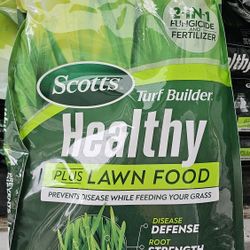 2-IN-1
FUNGICIDE
AND
FERTILIZER
Scotts
Turf Builder
Healthy
PLUS LAWN FOOD
PREVENTS DISEASE WHILE FEEDING YOUR GRASS
DISEASE
DEFENSE
ROOT
STRENGTH